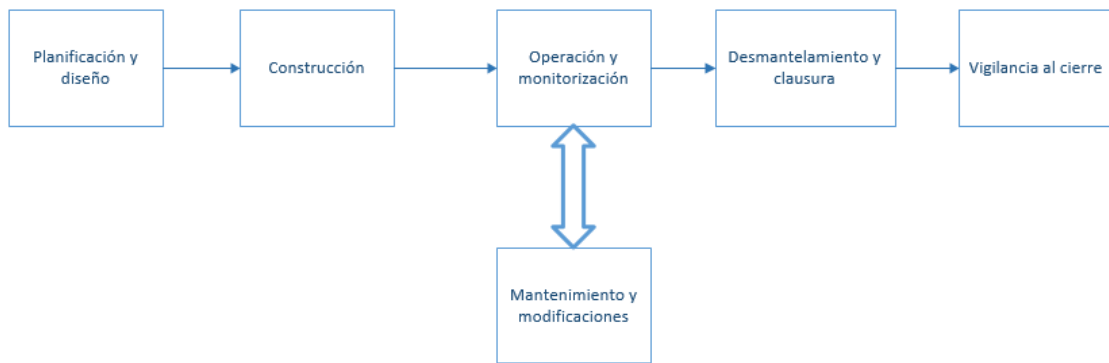 Planificación y
diseño
Construcción
Operación y
monitorización
Desmantelamiento y
clausura
Vigilancia al cierre
Mantenimiento y
modificaciones